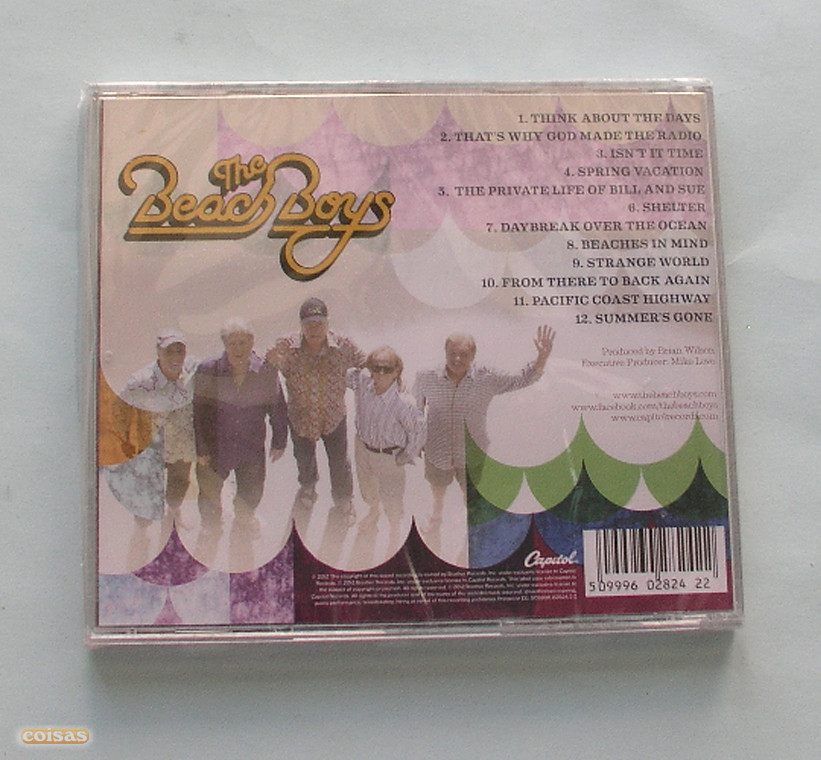 The
Beach Boys
1. THINK ABOUT THE DAYS
2. THAT'S WHY GOD MADE THE RADIO
3. ISN'T IT TIME
4. SPRING VACATION
5. THE PRIVATE LIFE OF BILL AND SUE
6. SHELTER
7. DAYBREAK OVER THE OCEAN
8. BEACHES IN MIND
9. STRANGE WORLD
10. FROM THERE TO BACK AGAIN
11. PACIFIC COAST HIGHWAY
12. SUMMER'S GONE
Produced by Brian Wilson
Executive Producer: Mike Love
www.thebeachboys.com
www.facebook.com/thebeachboys
www.capitolrecords.com
Capitol
5 09996 02824 22
coisas